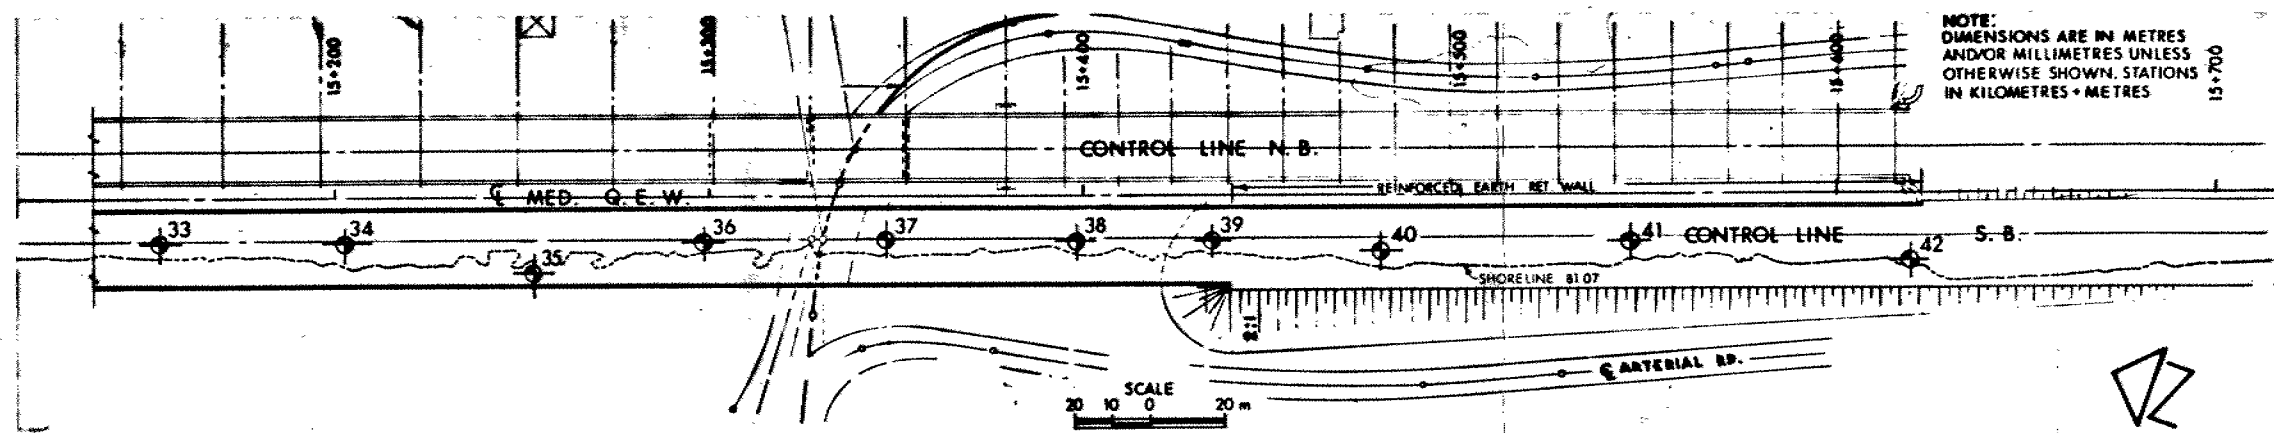 15+200
15+300
15+400
15+500
15+600
15+700
NOTE:
DIMENSIONS ARE IN METRES
AND/OR MILLIMETRES UNLESS
OTHERWISE SHOWN. STATIONS
IN KILOMETRES + METRES
CONTROL LINE N.B.
℄ MED. Q.E.W.
REINFORCED EARTH RET WALL
33
34
35
36
37
38
39
40
41
CONTROL LINE S.B.
42
SHORELINE 81 07
2:1
℄ ARTERIAL RD.
SCALE
20 10 0 20 m